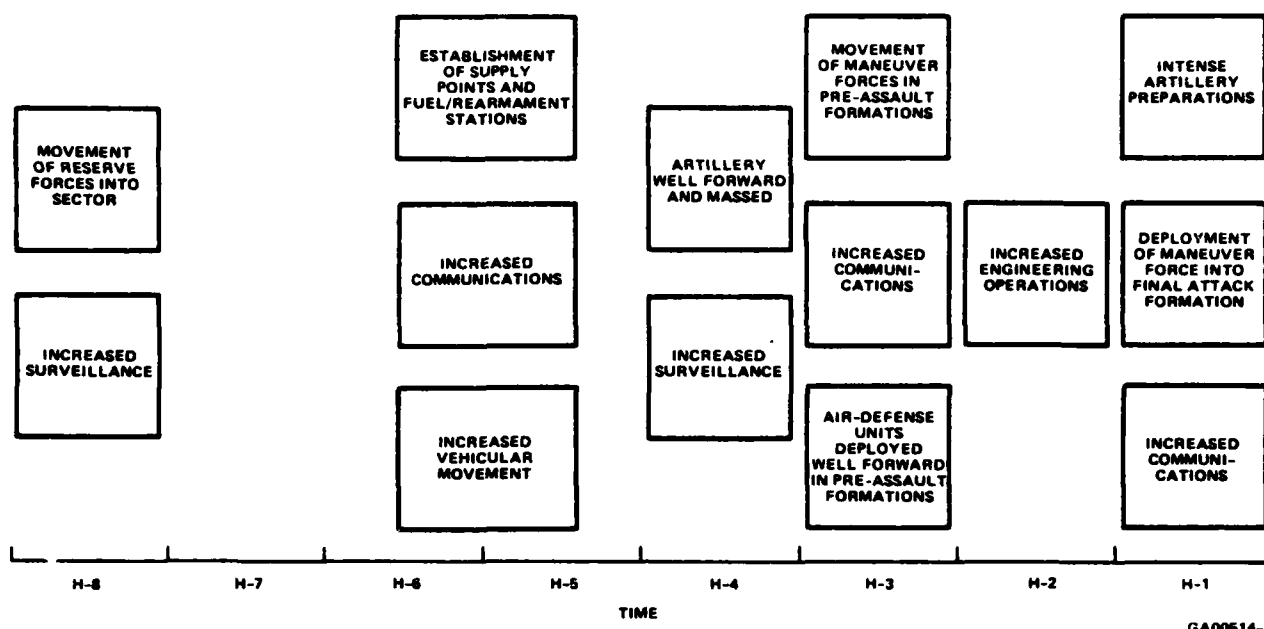 MOVEMENT
OF RESERVE
FORCES INTO
SECTOR
INCREASED
SURVEILLANCE
ESTABLISHMENT
OF SUPPLY
POINTS AND
FUEL/REARMAMENT
STATIONS
INCREASED
COMMUNICATIONS
INCREASED
VEHICULAR
MOVEMENT
ARTILLERY
WELL FORWARD
AND MASSED
INCREASED
SURVEILLANCE
MOVEMENT
OF MANEUVER
FORCES IN
PRE-ASSAULT
FORMATIONS
INCREASED
COMMUNI-
CATIONS
AIR-DEFENSE
UNITS
DEPLOYED
WELL FORWARD
IN PRE-ASSAULT
FORMATIONS
INCREASED
ENGINEERING
OPERATIONS
INTENSE
ARTILLERY
PREPARATIONS
DEPLOYMENT
OF MANEUVER
FORCE INTO
FINAL ATTACK
FORMATION
INCREASED
COMMUNI-
CATIONS
H-8 H-7 H-6 H-5 H-4 H-3 H-2 H-1
TIME
GA00514-